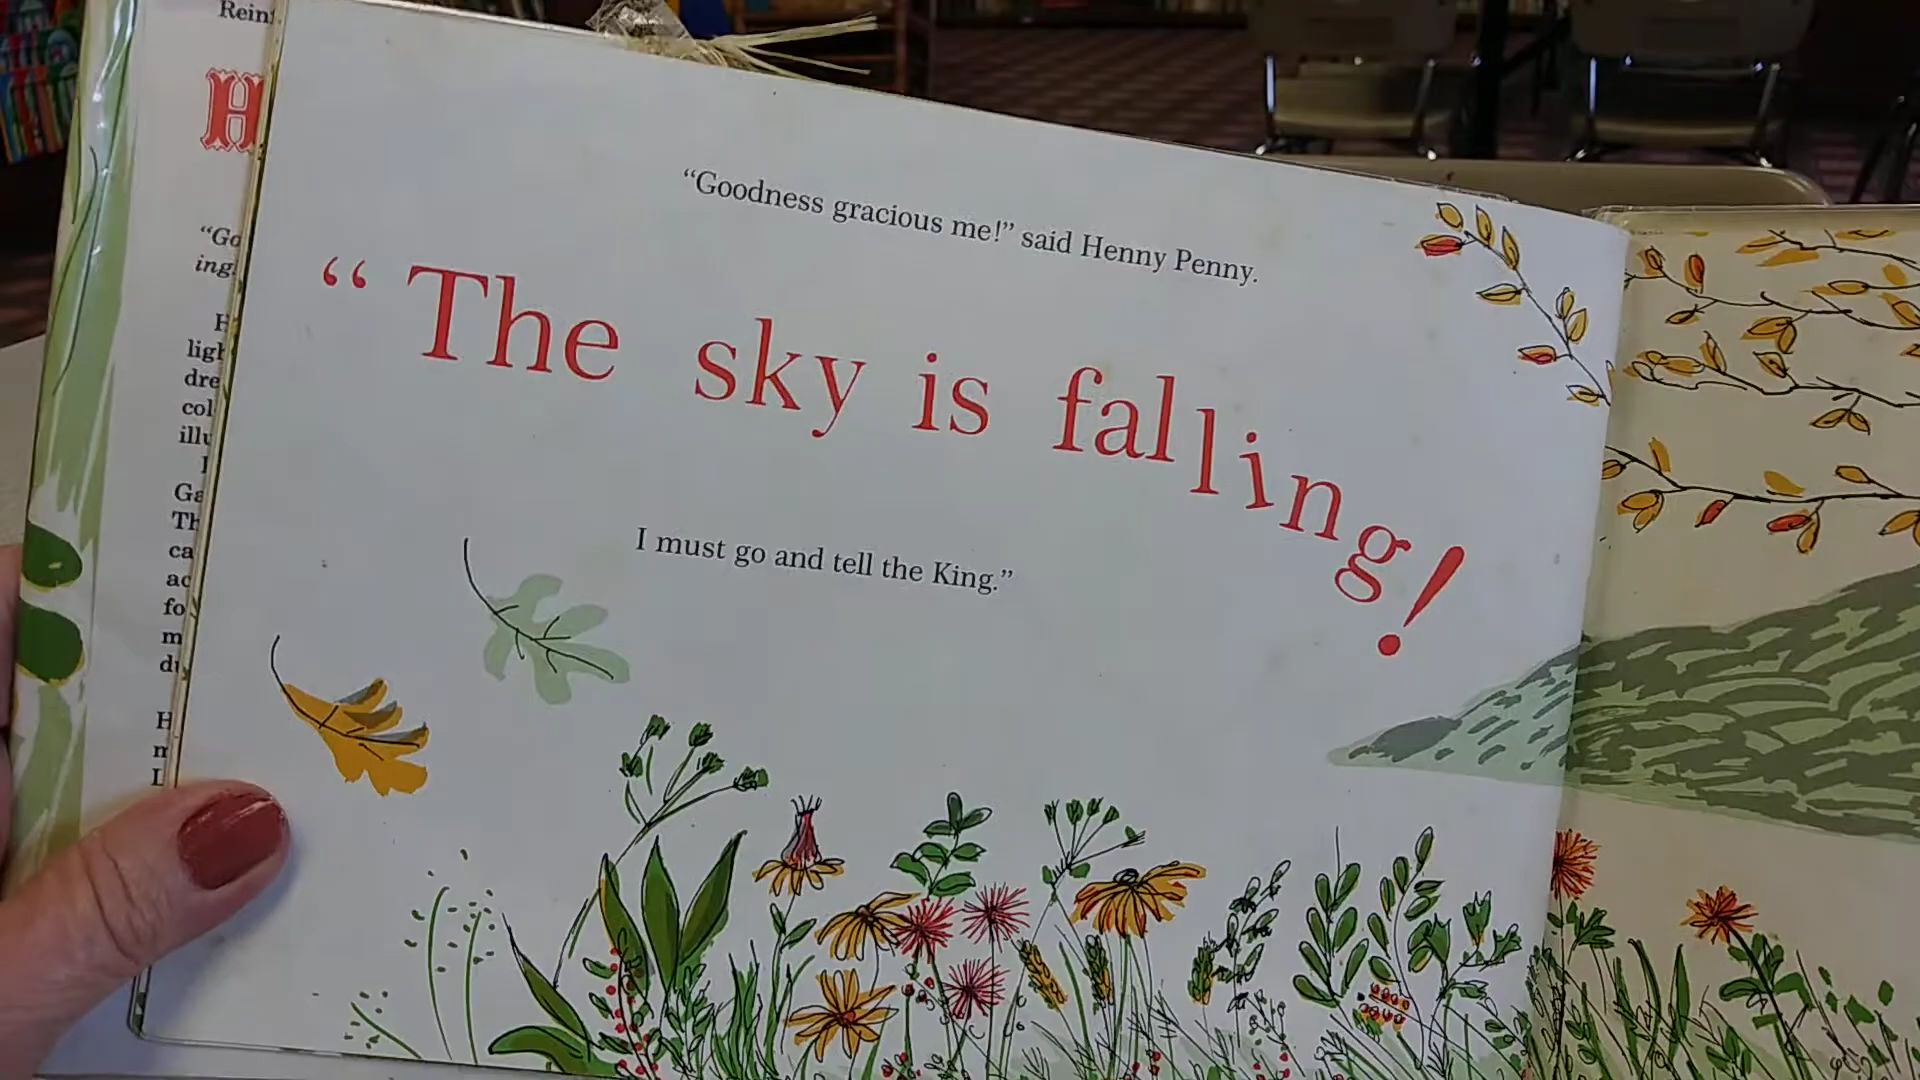 “Goodness gracious me!” said Henny Penny.
“The sky is falling!
I must go and tell the King.”